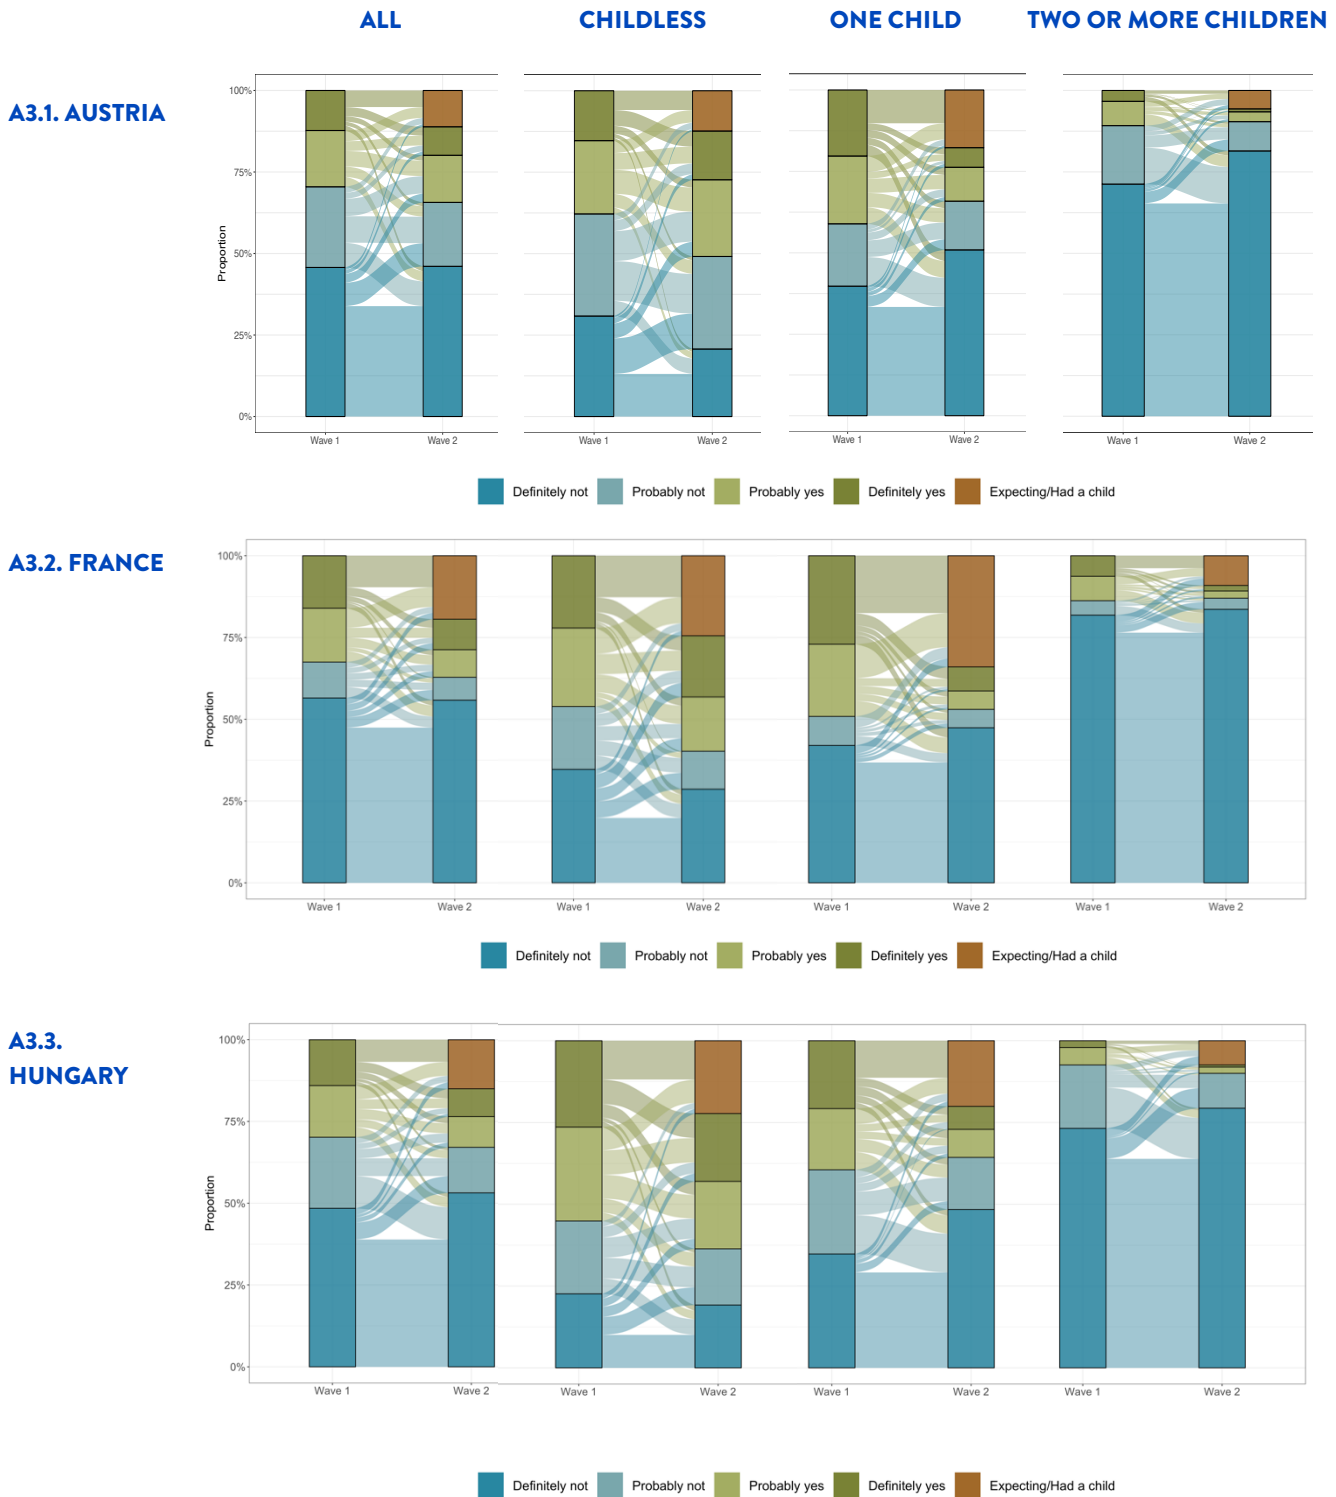 ALL CHILDLESS ONE CHILD TWO OR MORE CHILDREN
A3.1. AUSTRIA
Proportion
100%
75%
50%
25%
0%
Wave 1 Wave 2 Wave 1 Wave 2 Wave 1 Wave 2 Wave 1 Wave 2
Definitely not Probably not Probably yes Definitely yes Expecting/Had a child
A3.2. FRANCE
Proportion
100%
75%
50%
25%
0%
Wave 1 Wave 2 Wave 1 Wave 2 Wave 1 Wave 2 Wave 1 Wave 2
Definitely not Probably not Probably yes Definitely yes Expecting/Had a child
A3.3.
HUNGARY
Proportion
100%
75%
50%
25%
0%
Wave 1 Wave 2 Wave 1 Wave 2 Wave 1 Wave 2 Wave 1 Wave 2
Definitely not Probably not Probably yes Definitely yes Expecting/Had a child